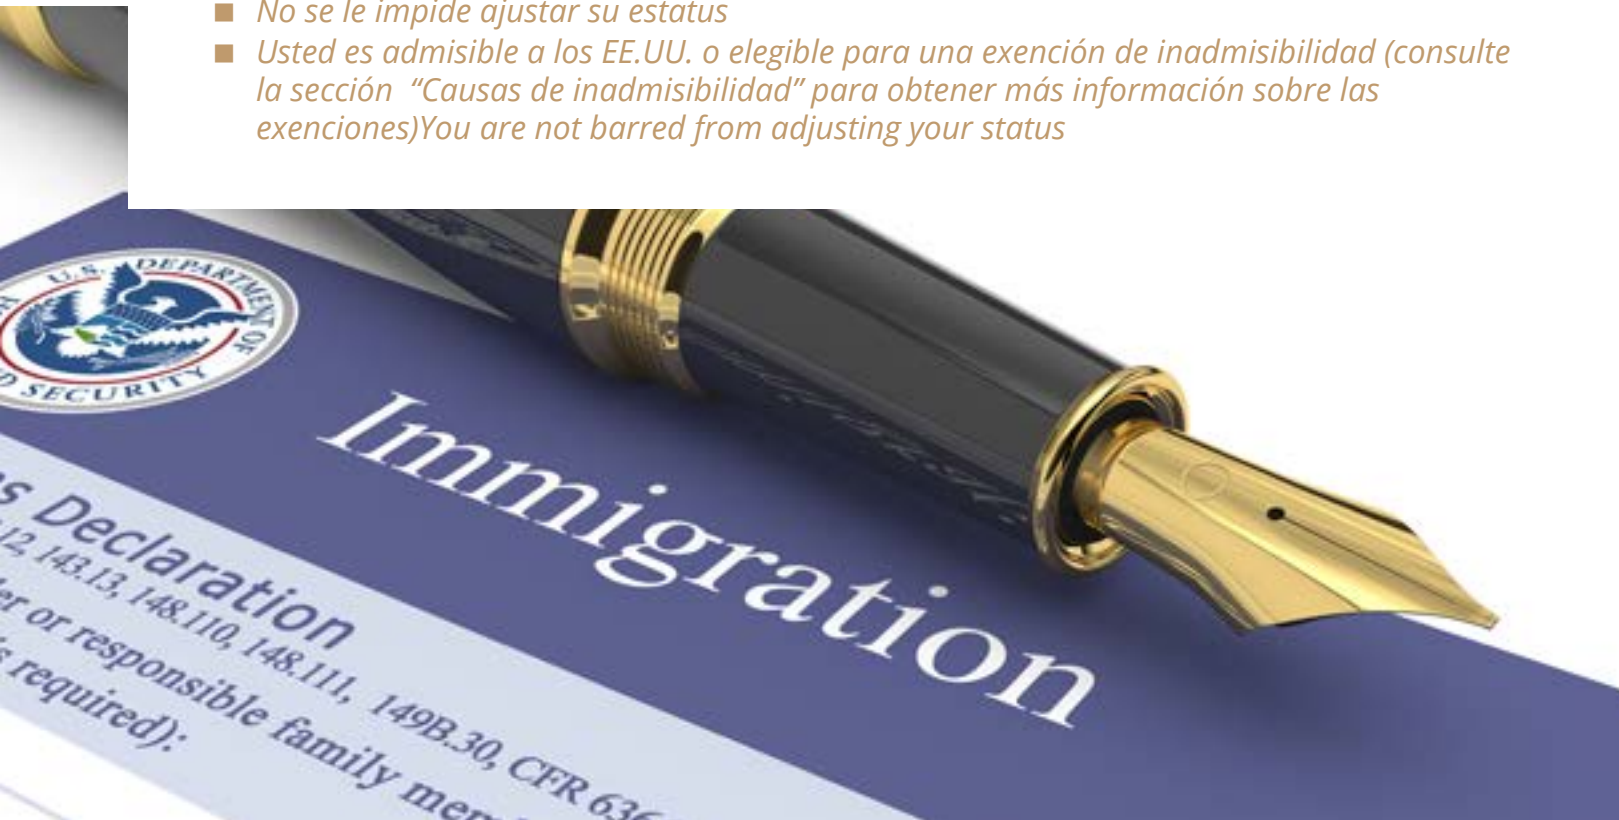 No se le impide ajustar su estatus
Usted es admisible a los EE.UU. o elegible para una exención de inadmisibilidad (consulte
la sección “Causas de inadmisibilidad” para obtener más información sobre las
exenciones)You are not barred from adjusting your status
U.S. DEPARTMENT OF
SECURITY
Immigration
Declaration
143.13, 148.110, 148.111, 149B.30, CFR
or responsible family
required):